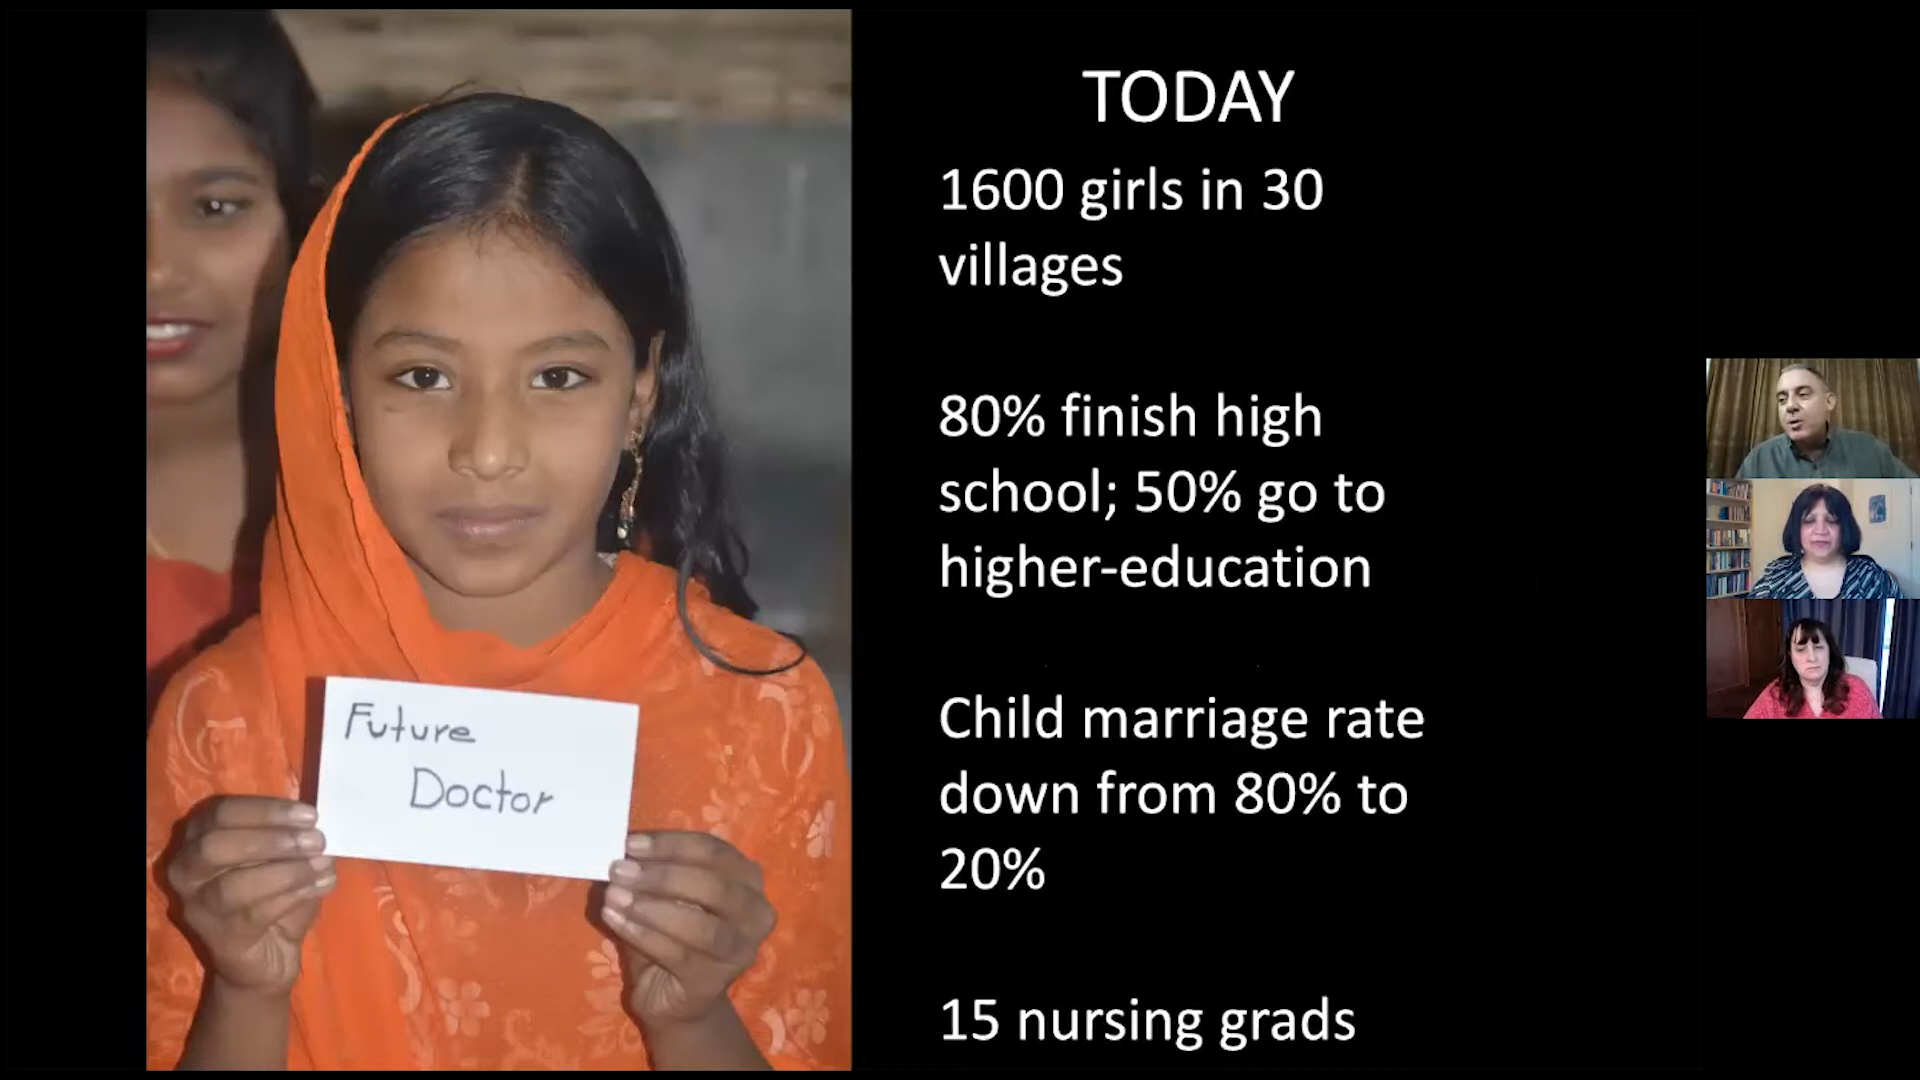 Future
Doctor
TODAY
1600 girls in 30
villages
80% finish high
school; 50% go to
higher-education
Child marriage rate
down from 80% to
20%
15 nursing grads